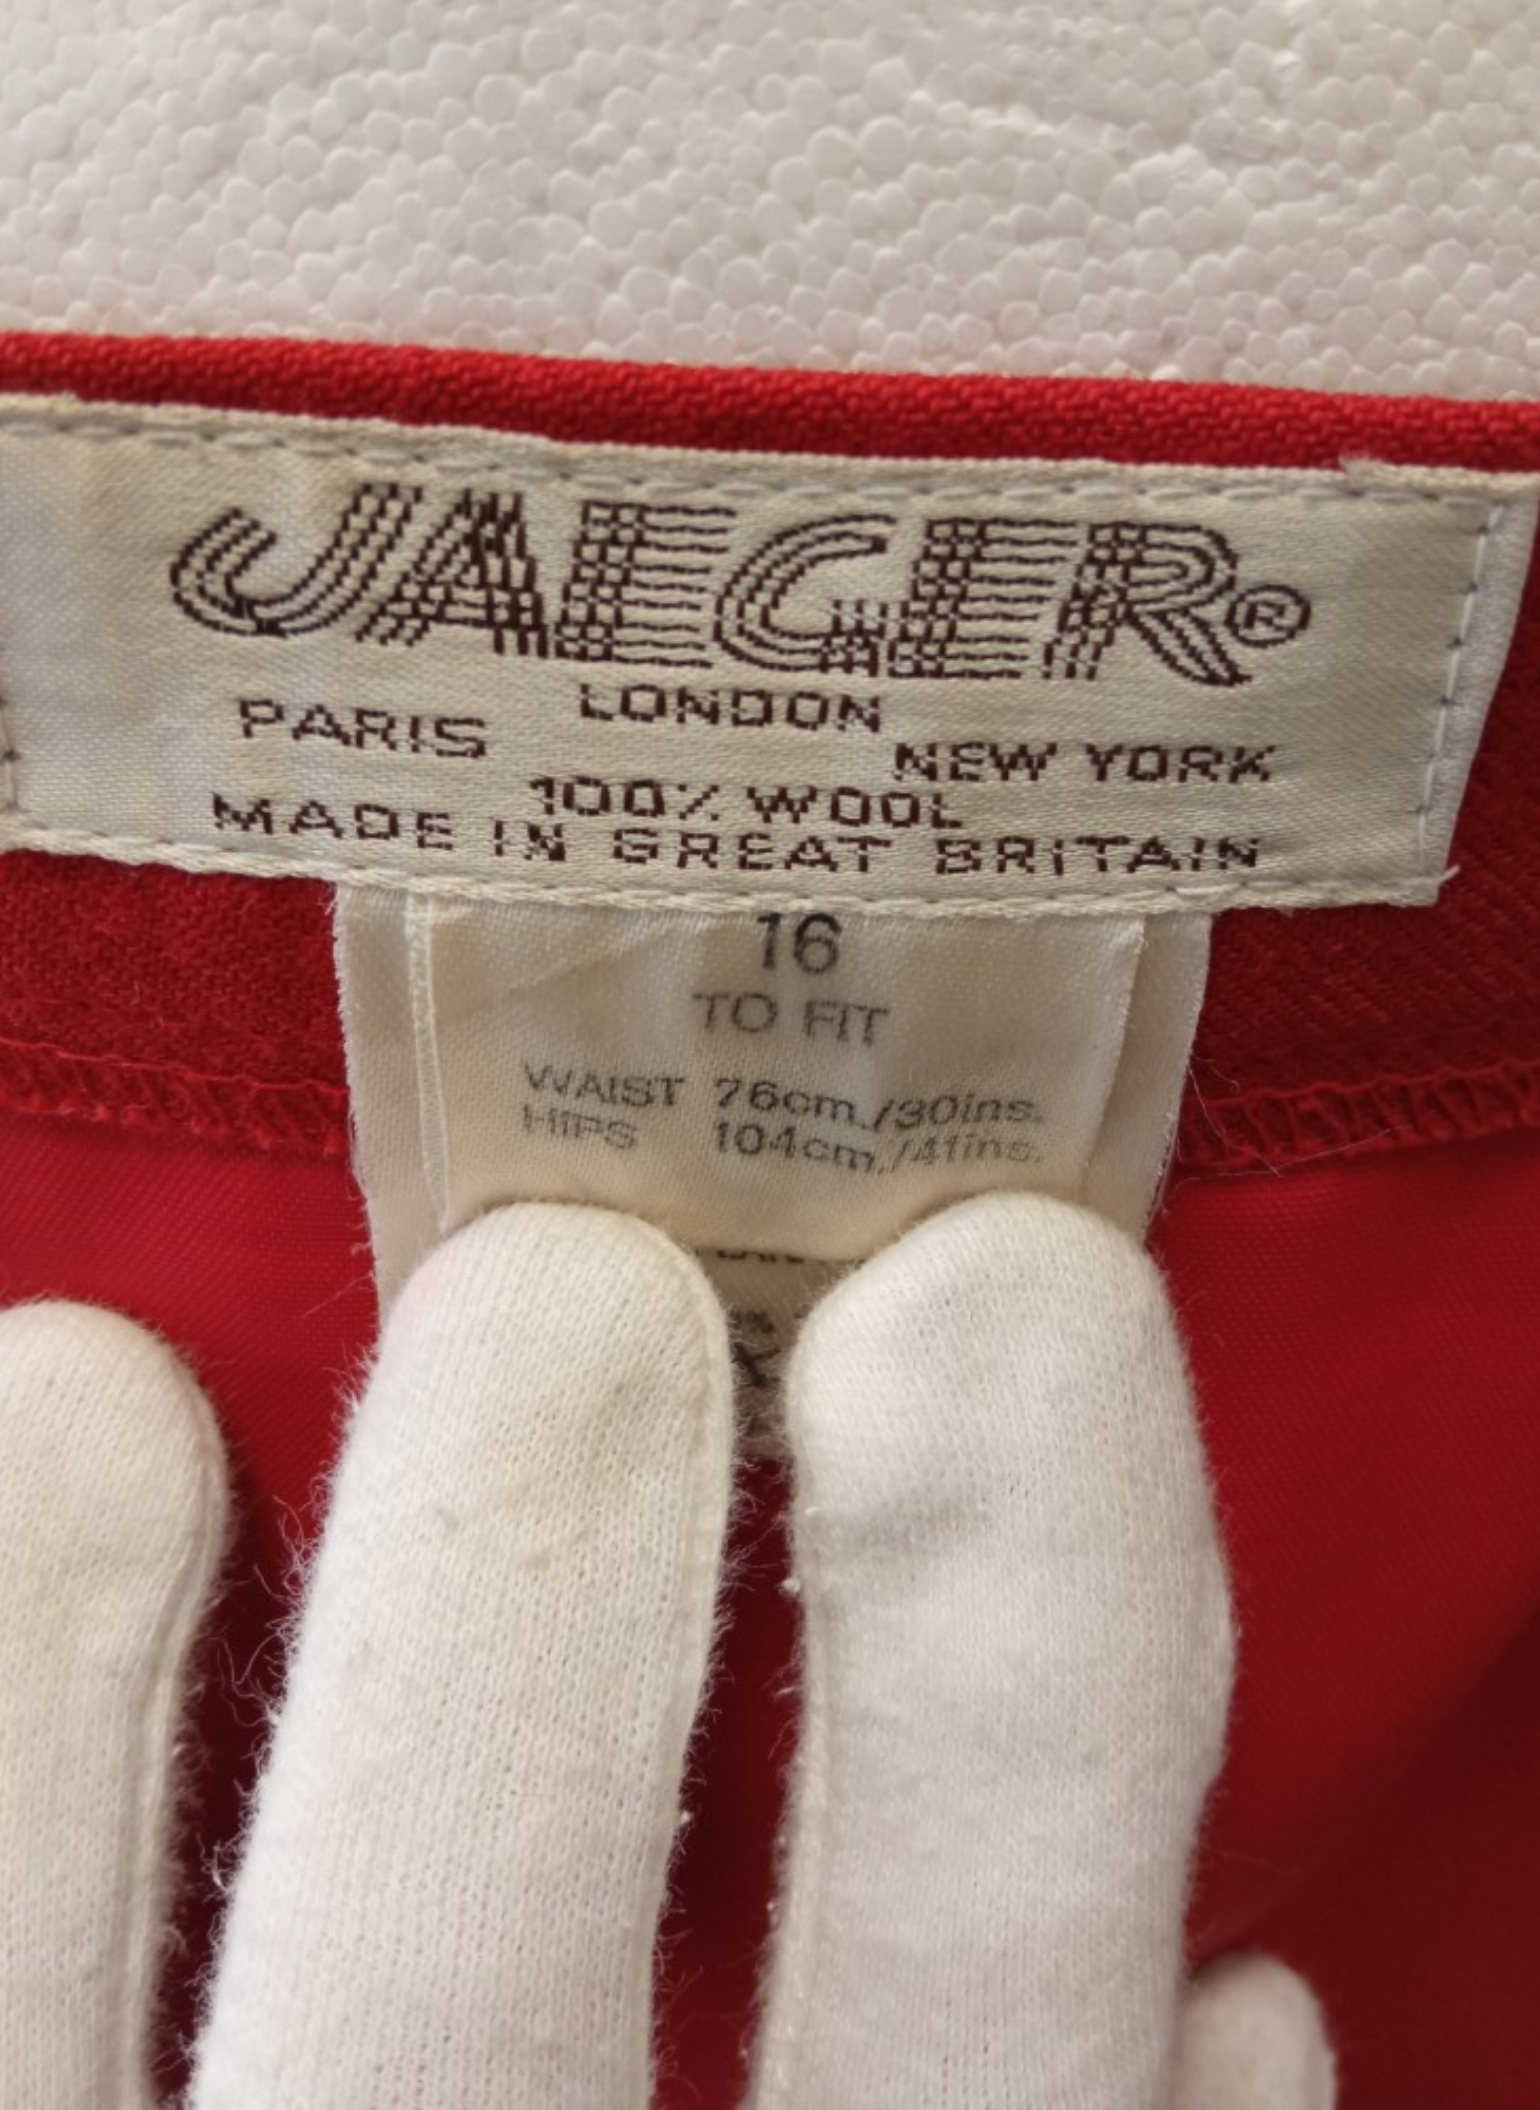 JAEGER®
LONDON
PARIS
NEW YORK
100% WOOL
MADE IN GREAT BRITAIN
16
TO FIT
WAIST 76cm./30ins.
HIPS 104cm./41ins.